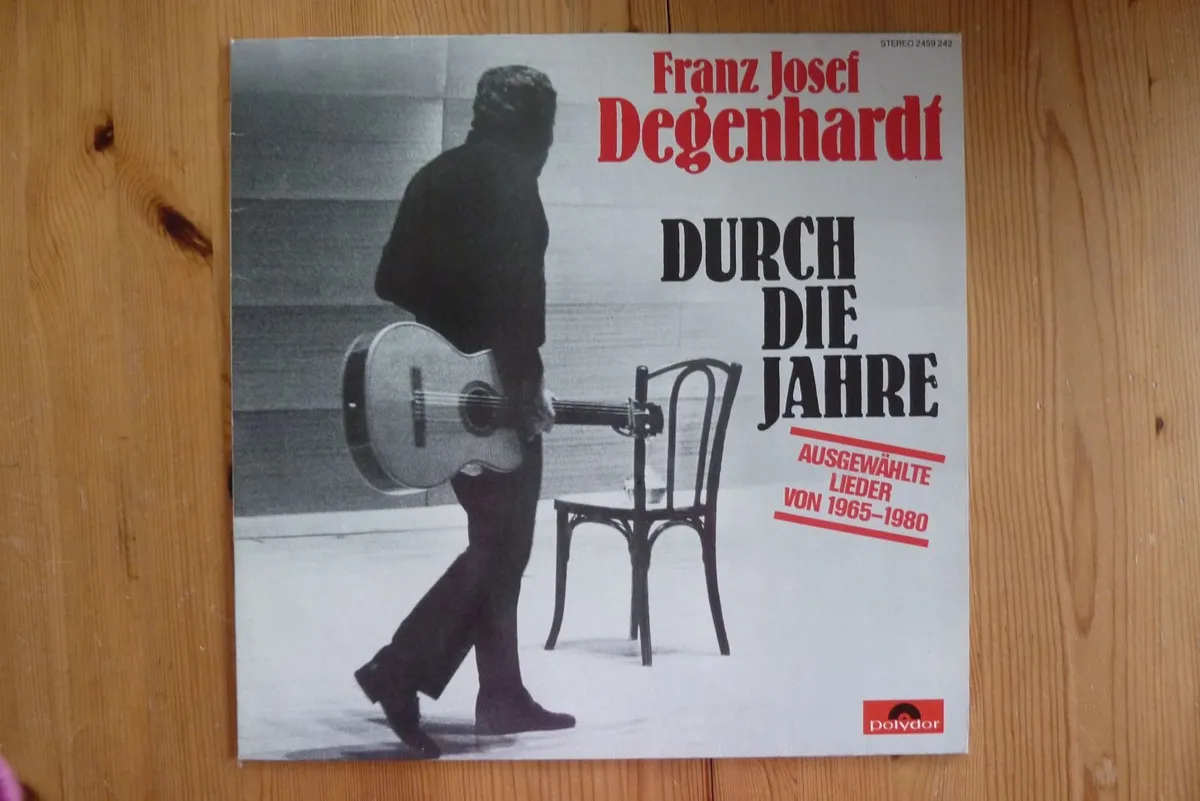 STEREO 2459 242
Franz Josef
Degenhardt
DURCH
DIE
JAHRE
AUSGEWÄHLTE
LIEDER
VON 1965–1980
polydor